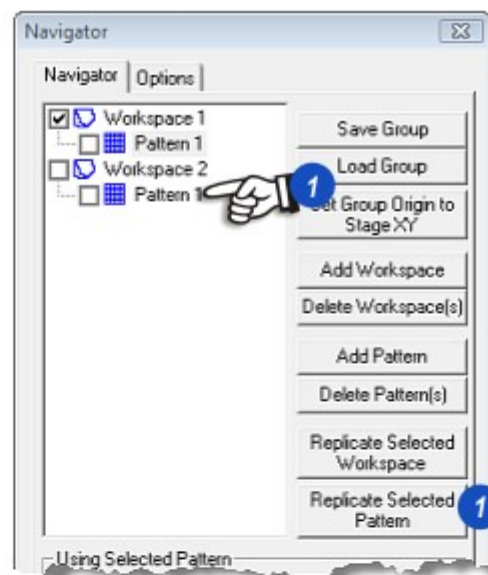 Navigator
Navigator Options
Workspace 1
Pattern 1
Workspace 2
Pattern 1
Save Group
Load Group
1
Group Origin to
Stage XY
Add Workspace
Delete Workspace(s)
Add Pattern
Delete Pattern(s)
Replicate Selected
Workspace
Replicate Selected
Pattern
1
Using Selected Pattern